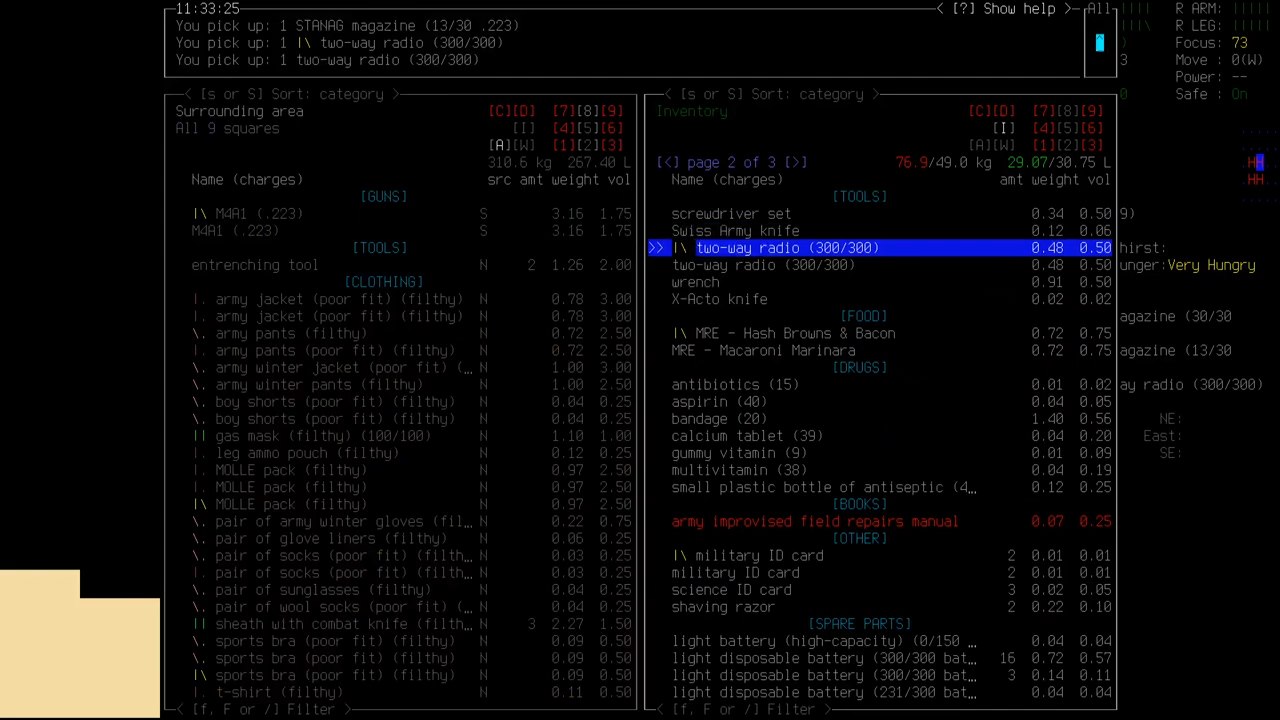 11:33:25 < [?] Show help > All R ARM: |||||
You pick up: 1 STANAG magazine (13/30 .223) R LEG: |||||
You pick up: 1 |\ two-way radio (300/300) ^ Focus: 73
You pick up: 1 two-way radio (300/300) 3 Move : 0(W)
Power: --
< [s or S] Sort: category > < [s or S] Sort: category > 0 Safe : On
Surrounding area [C][D] [7][8][9] Inventory [C][D] [7][8][9]
All 9 squares [I] [4][5][6] [I] [4][5][6]
[A][W] [1][2][3] [A][W] [1][2][3]
310.6 kg 267.40 L [<] page 2 of 3 [>] 76.9/49.0 kg 29.07/30.75 L HH
Name (charges) src amt weight vol Name (charges) amt weight vol HH
[GUNS] [TOOLS]
|\ M4A1 (.223) S 3.16 1.75 screwdriver set 0.34 0.50 9)
M4A1 (.223) S 3.16 1.75 Swiss Army knife 0.12 0.06
[TOOLS] >> |\ two-way radio (300/300) 0.48 0.50 hirst:
entrenching tool N 2 1.26 2.00 two-way radio (300/300) 0.48 0.50 unger:Very Hungry
[CLOTHING] wrench 0.91 0.50
|. army jacket (poor fit) (filthy) N 0.78 3.00 X-Acto knife 0.02 0.02
|. army jacket (poor fit) (filthy) N 0.78 3.00 [FOOD] agazine (30/30
\. army pants (filthy) N 0.72 2.50 |\ MRE - Hash Browns & Bacon 0.72 0.75
|. army pants (poor fit) (filthy) N 0.72 2.50 MRE - Macaroni Marinara 0.72 0.75 agazine (13/30
\. army winter jacket (poor fit) (… N 1.00 3.00 [DRUGS]
\. army winter pants (filthy) N 1.00 2.50 antibiotics (15) 0.01 0.02 ay radio (300/300)
\. boy shorts (poor fit) (filthy) N 0.04 0.25 aspirin (40) 0.04 0.05
\. boy shorts (poor fit) (filthy) N 0.04 0.25 bandage (20) 1.40 0.56 NE:
|| gas mask (filthy) (100/100) N 1.10 1.00 calcium tablet (39) 0.04 0.20 East:
|. leg ammo pouch (filthy) N 0.12 0.25 gummy vitamin (9) 0.01 0.09 SE:
|. MOLLE pack (filthy) N 0.97 2.50 multivitamin (38) 0.04 0.19
|. MOLLE pack (filthy) N 0.97 2.50 small plastic bottle of antiseptic (4… 0.12 0.25
|\ MOLLE pack (filthy) N 0.97 2.50 [BOOKS]
\. pair of army winter gloves (fil… N 0.22 0.75 army improvised field repairs manual 0.07 0.25
\. pair of glove liners (filthy) N 0.06 0.25 [OTHER]
\. pair of socks (poor fit) (filth… N 0.03 0.25 |\ military ID card 2 0.01 0.01
|. pair of socks (poor fit) (filth… N 0.03 0.25 military ID card 2 0.01 0.01
\. pair of sunglasses (filthy) N 0.04 0.25 science ID card 3 0.02 0.05
\. pair of wool socks (poor fit) (… N 0.04 0.25 shaving razor 2 0.22 0.10
|| sheath with combat knife (filth… N 3 2.27 1.50 [SPARE PARTS]
\. sports bra (poor fit) (filthy) N 0.09 0.50 light battery (high-capacity) (0/150 … 0.04 0.04
\. sports bra (poor fit) (filthy) N 0.09 0.50 light disposable battery (300/300 bat… 16 0.72 0.57
|\ sports bra (poor fit) (filthy) N 0.09 0.50 light disposable battery (300/300 bat… 3 0.14 0.11
|. t-shirt (filthy) N 0.11 0.50 light disposable battery (231/300 bat… 0.04 0.04
< [f, F or /] Filter > < [f, F or /] Filter >